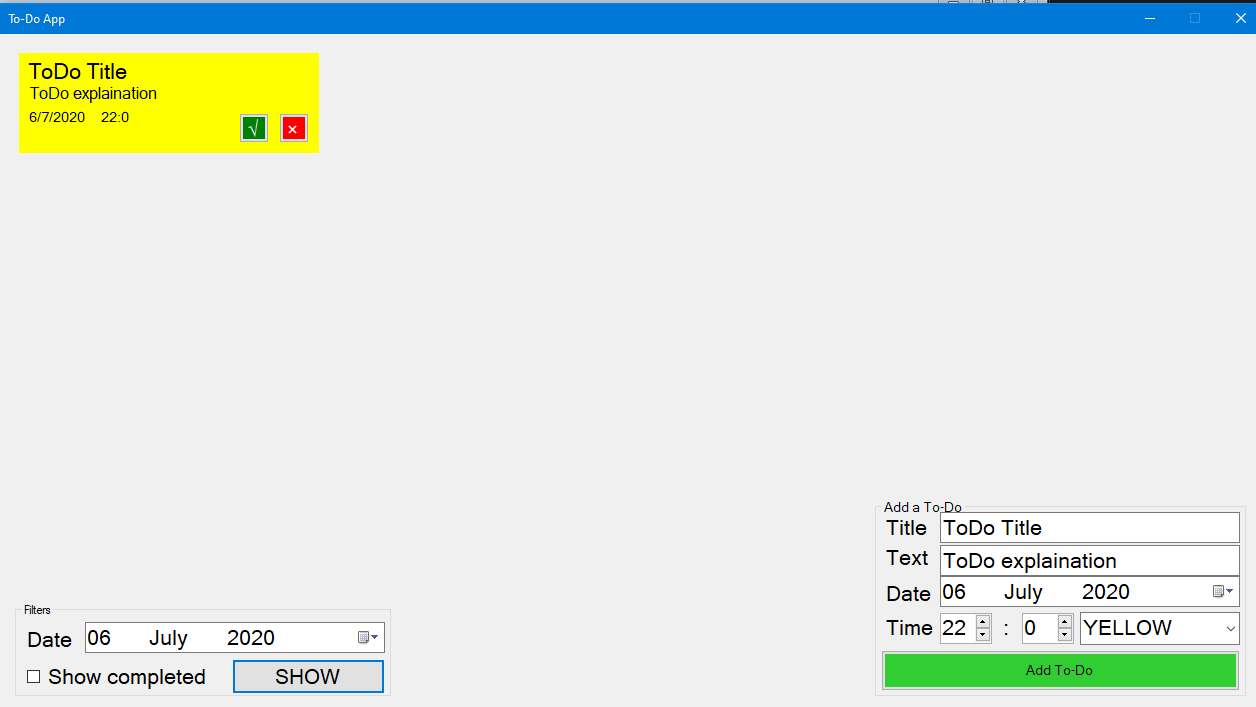 To-Do App
ToDo Title
ToDo explaination
6/7/2020 22:0
√ ×
Add a To-Do
Title ToDo Title
Text ToDo explaination
Date 06 July 2020
Time 22 : 0 YELLOW
Add To-Do
Filters
Date 06 July 2020
Show completed SHOW